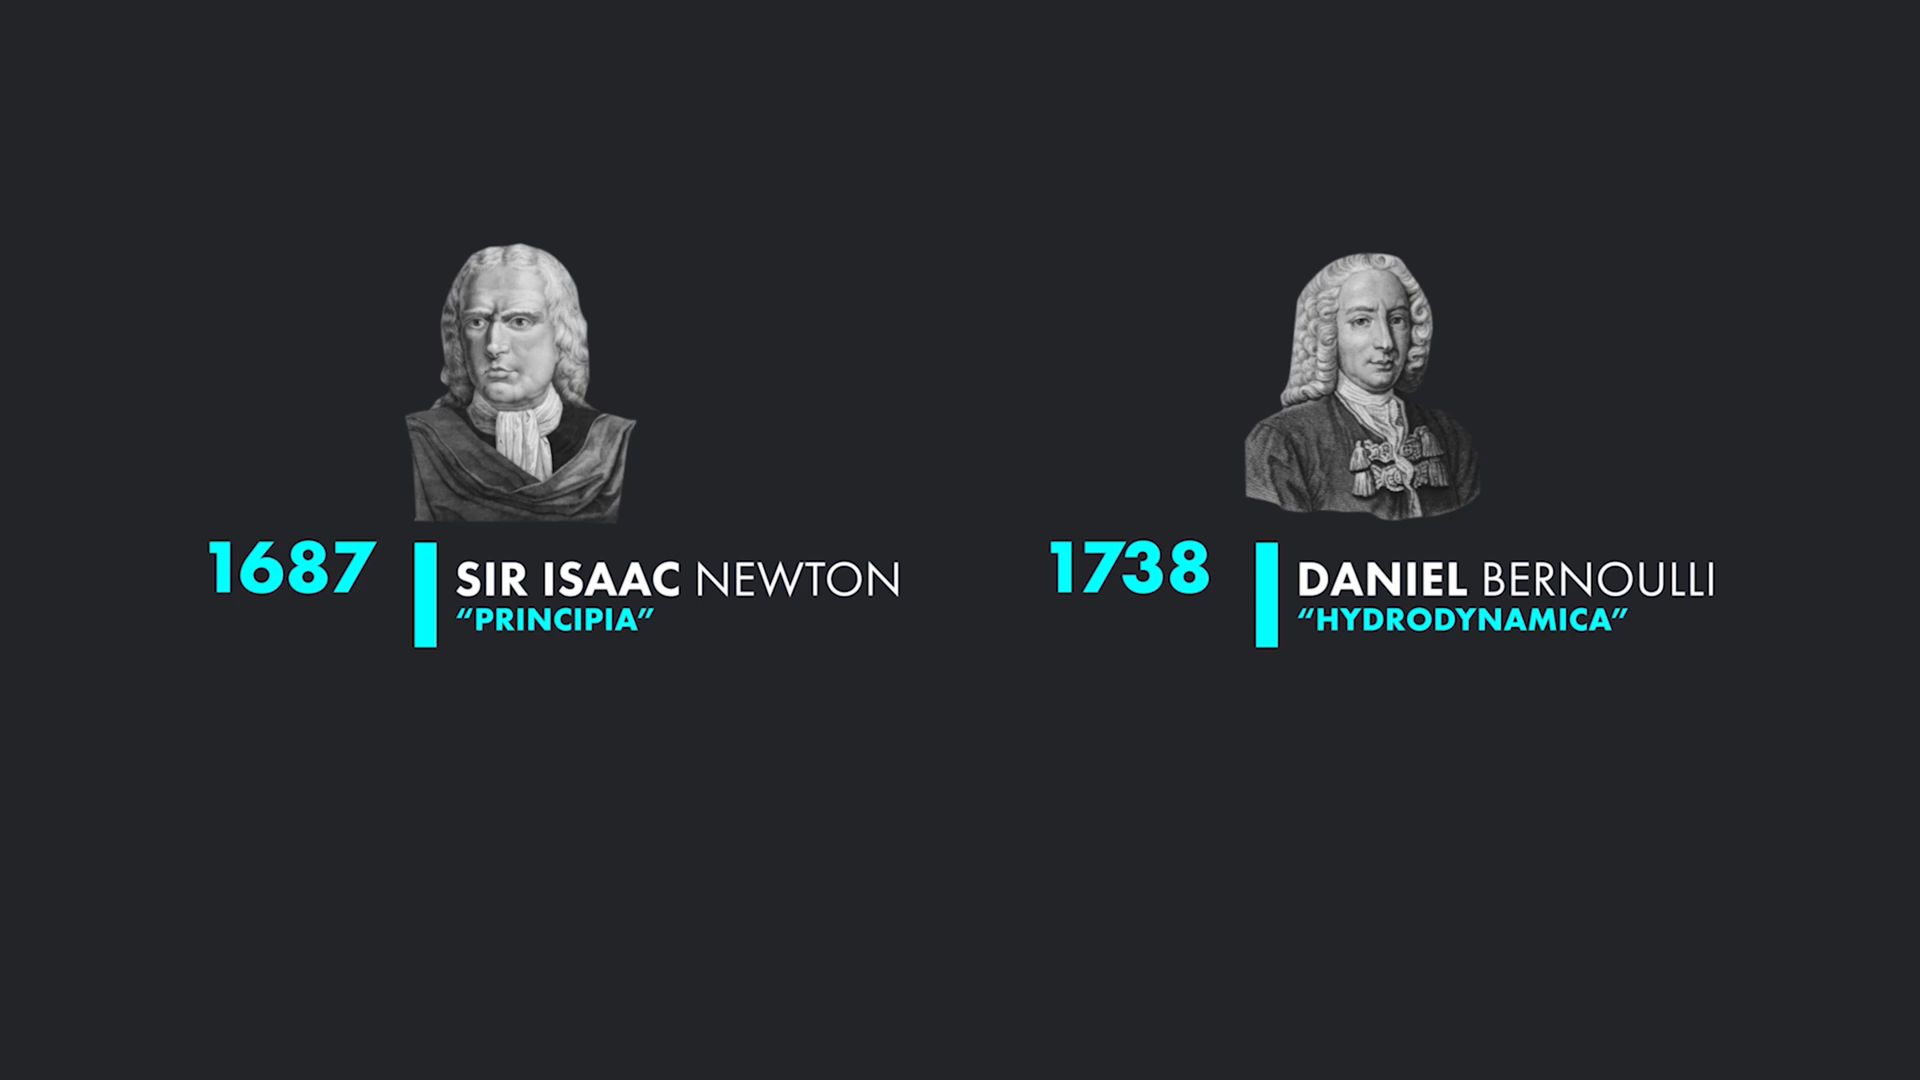 1687
SIR ISAAC NEWTON
“PRINCIPIA”
1738
DANIEL BERNOULLI
“HYDRODYNAMICA”